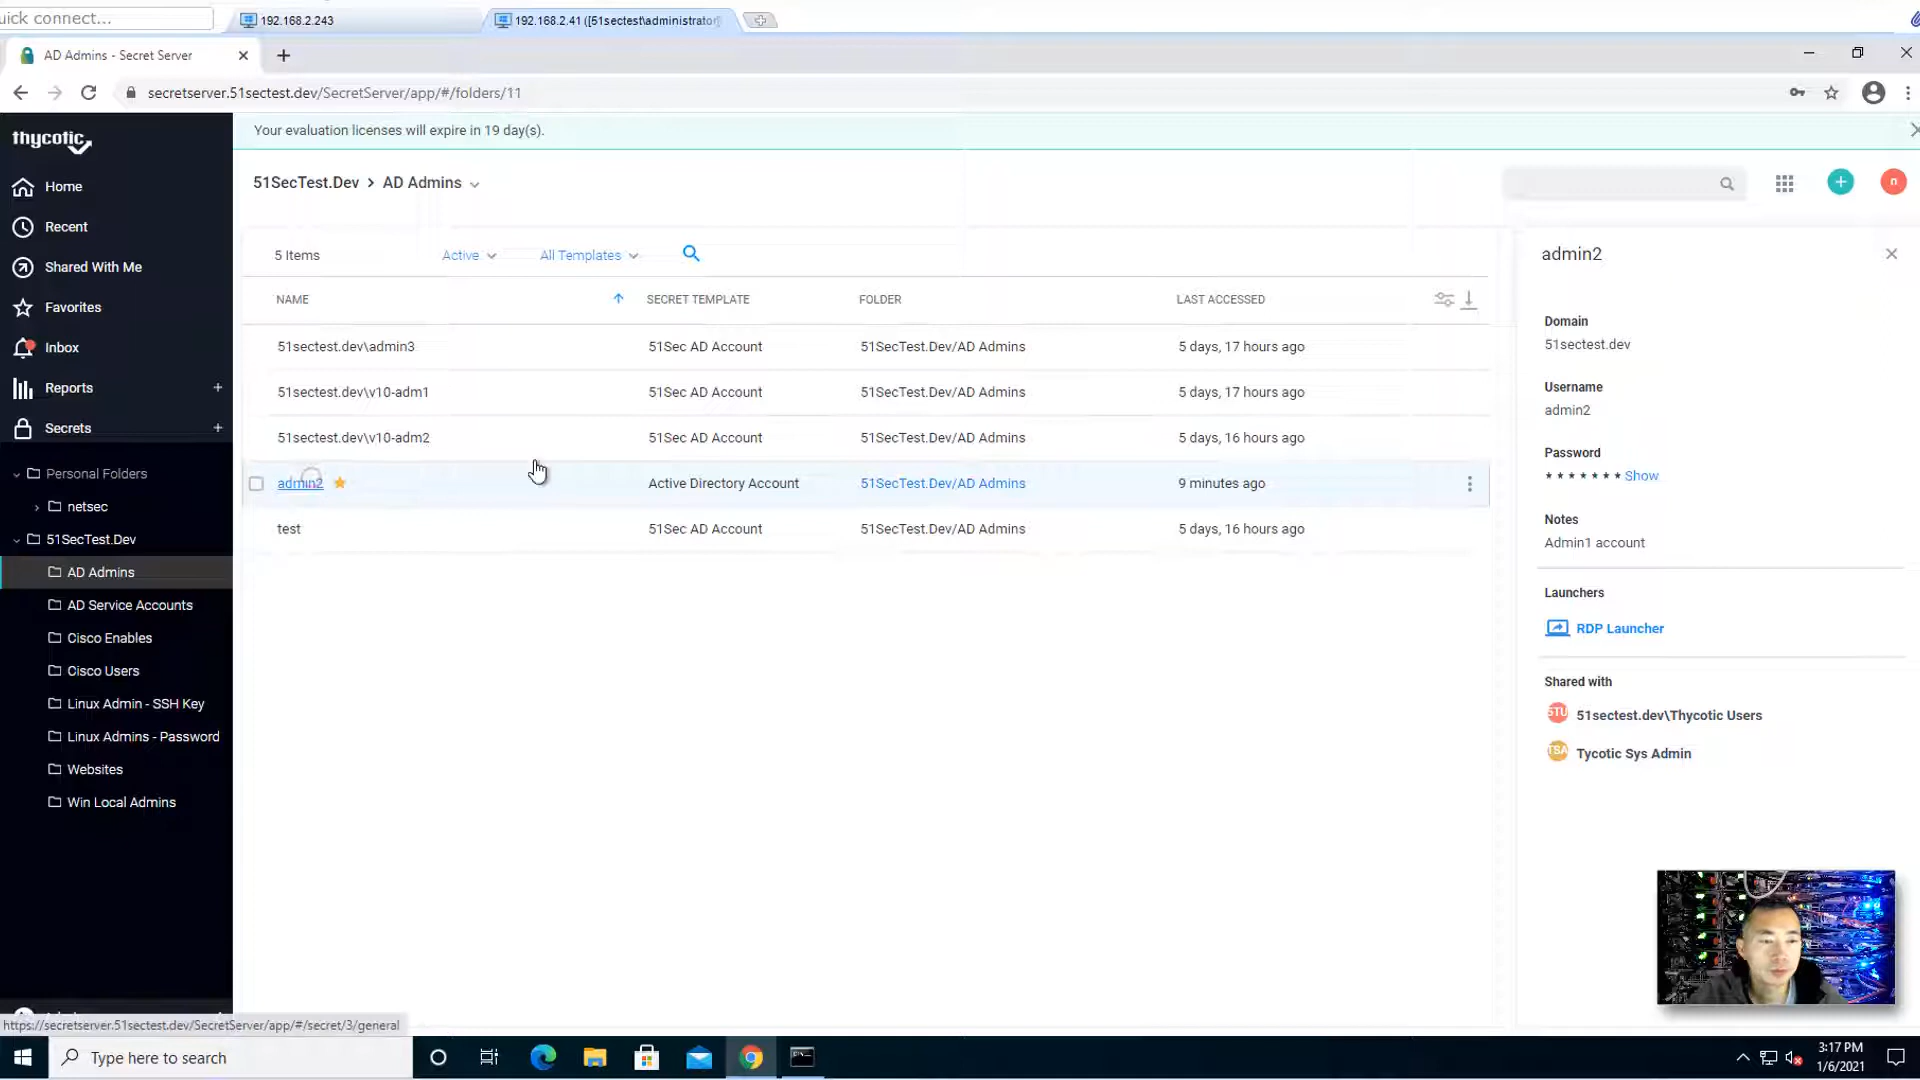 uick connect...
192.168.2.243
192.168.2.41 ([51sectest\administrator]
AD Admins - Secret Server
secretserver.51sectest.dev/SecretServer/app/#/folders/11
thycotic
Your evaluation licenses will expire in 19 day(s).
Home
Recent
Shared With Me
Favorites
Inbox
Reports +
Secrets +
Personal Folders
netsec
51SecTest.Dev
AD Admins
AD Service Accounts
Cisco Enables
Cisco Users
Linux Admin - SSH Key
Linux Admins - Password
Websites
Win Local Admins
51SecTest.Dev > AD Admins
n
5 Items Active All Templates
NAME SECRET TEMPLATE FOLDER LAST ACCESSED
51sectest.dev\admin3 51Sec AD Account 51SecTest.Dev/AD Admins 5 days, 17 hours ago
51sectest.dev\v10-adm1 51Sec AD Account 51SecTest.Dev/AD Admins 5 days, 17 hours ago
51sectest.dev\v10-adm2 51Sec AD Account 51SecTest.Dev/AD Admins 5 days, 16 hours ago
admin2 Active Directory Account 51SecTest.Dev/AD Admins 9 minutes ago
test 51Sec AD Account 51SecTest.Dev/AD Admins 5 days, 16 hours ago
admin2
Domain
51sectest.dev
Username
admin2
Password
* * * * * * * Show
Notes
Admin1 account
Launchers
RDP Launcher
Shared with
STU 51sectest.dev\Thycotic Users
TSA Tycotic Sys Admin
https://secretserver.51sectest.dev/SecretServer/app/#/secret/3/general
Type here to search
3:17 PM
1/6/2021